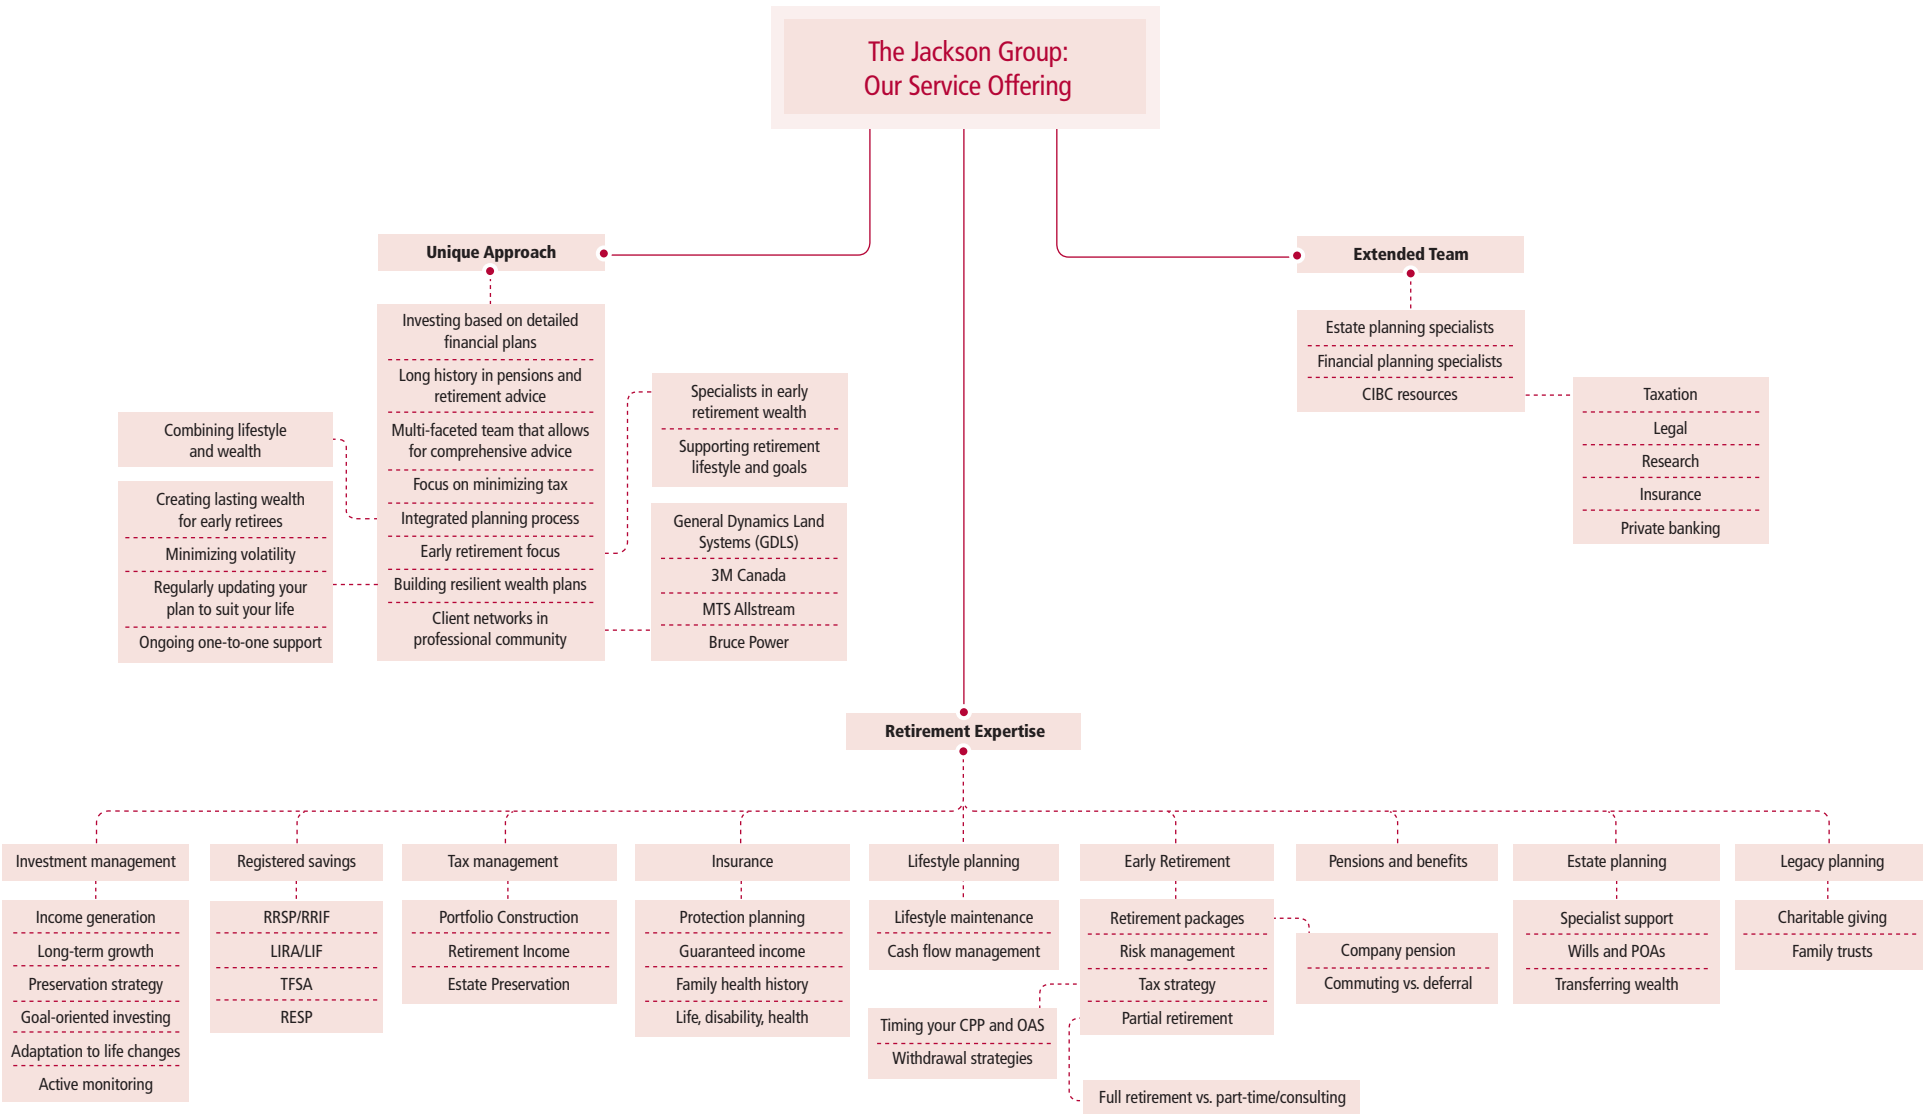 The Jackson Group:
Our Service Offering
Unique Approach
Investing based on detailed
financial plans
Long history in pensions and
retirement advice
Multi-faceted team that allows
for comprehensive advice
Focus on minimizing tax
Integrated planning process
Early retirement focus
Building resilient wealth plans
Client networks in
professional community
Combining lifestyle
and wealth
Creating lasting wealth
for early retirees
Minimizing volatility
Regularly updating your
plan to suit your life
Ongoing one-to-one support
Specialists in early
retirement wealth
Supporting retirement
lifestyle and goals
General Dynamics Land
Systems (GDLS)
3M Canada
MTS Allstream
Bruce Power
Extended Team
Estate planning specialists
Financial planning specialists
CIBC resources
Taxation
Legal
Research
Insurance
Private banking
Retirement Expertise
Investment management
Income generation
Long-term growth
Preservation strategy
Goal-oriented investing
Adaptation to life changes
Active monitoring
Registered savings
RRSP/RRIF
LIRA/LIF
TFSA
RESP
Tax management
Portfolio Construction
Retirement Income
Estate Preservation
Insurance
Protection planning
Guaranteed income
Family health history
Life, disability, health
Lifestyle planning
Lifestyle maintenance
Cash flow management
Early Retirement
Retirement packages
Risk management
Tax strategy
Partial retirement
Timing your CPP and OAS
Withdrawal strategies
Full retirement vs. part-time/consulting
Pensions and benefits
Company pension
Commuting vs. deferral
Estate planning
Specialist support
Wills and POAs
Transferring wealth
Legacy planning
Charitable giving
Family trusts